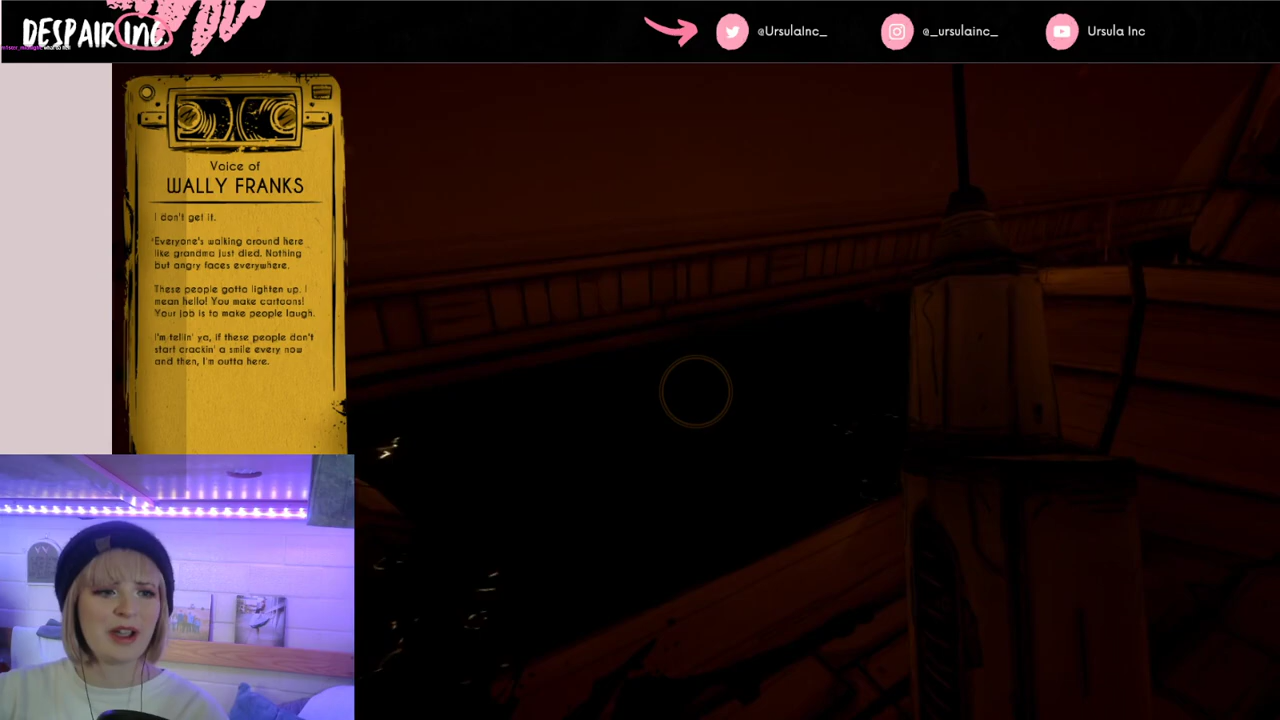 DESPAIR INC.
@UrsulaInc_
@_ursulainc_
Ursula Inc
Voice of
WALLY FRANKS
I don't get it.
Everyone's walking around here
like grandma just died. Nothing
but angry faces everywhere.
These people gotta lighten up. I
mean hello! You make cartoons!
Your job is to make people laugh.
I'm tellin' ya, if these people don't
start crackin' a smile every now
and then, I'm outta here.